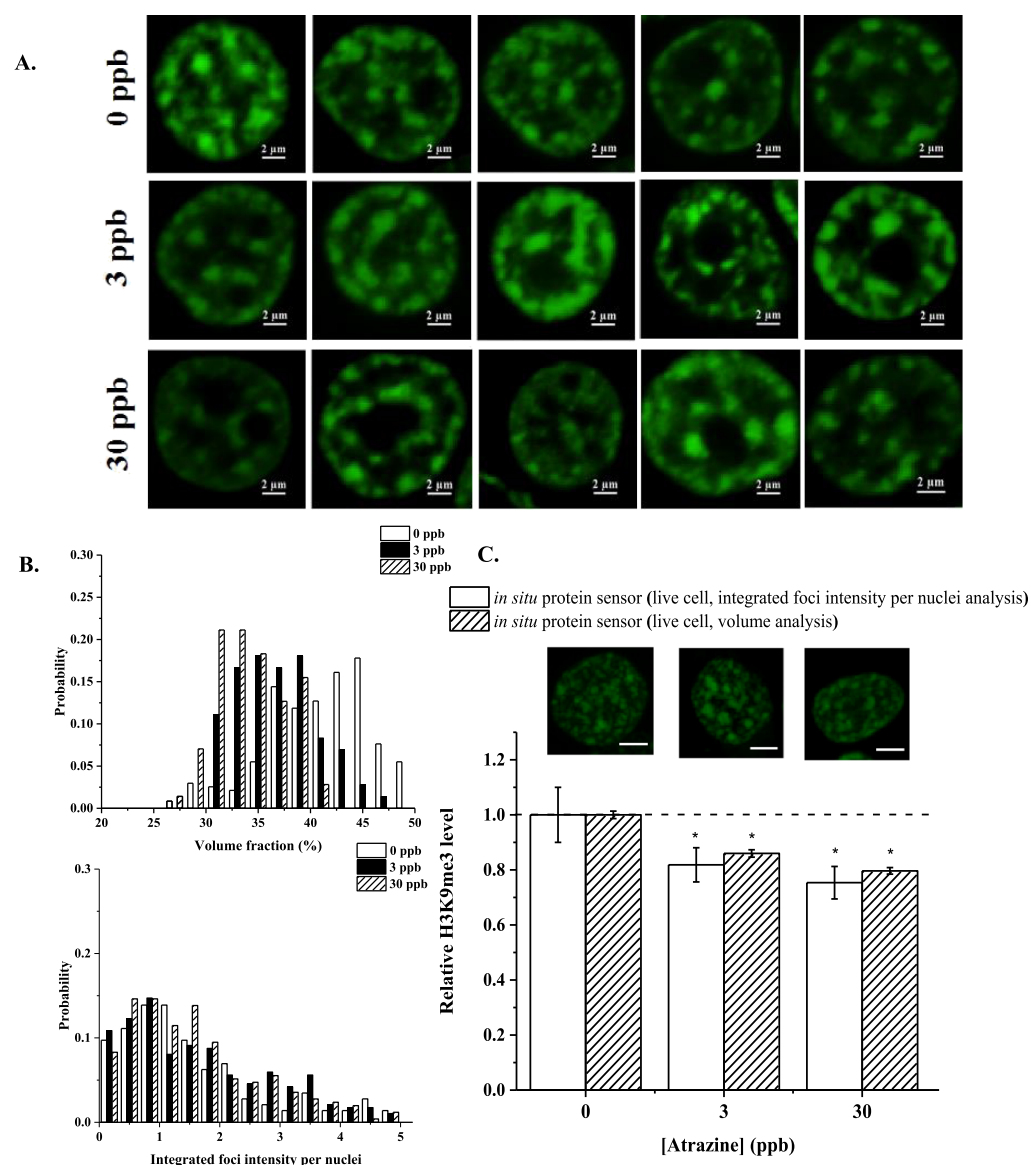 A.
0 ppb
2 µm 2 µm 2 µm 2 µm 2 µm
3 ppb
2 µm 2 µm 2 µm 2 µm 2 µm
30 ppb
2 µm 2 µm 2 µm 2 µm 2 µm
B.
0 ppb
3 ppb
30 ppb
0.30
0.25
0.20
0.15
0.10
0.05
0.00
Probability
20 25 30 35 40 45 50
Volume fraction (%)
0 ppb
3 ppb
30 ppb
0.3
0.2
0.1
0.0
Probability
0 1 2 3 4 5
Integrated foci intensity per nuclei
C.
in situ protein sensor (live cell, integrated foci intensity per nuclei analysis)
in situ protein sensor (live cell, volume analysis)
1.2
1.0
0.8
0.6
0.4
0.2
0.0
Relative H3K9me3 level
* * * *
0 3 30
[Atrazine] (ppb)